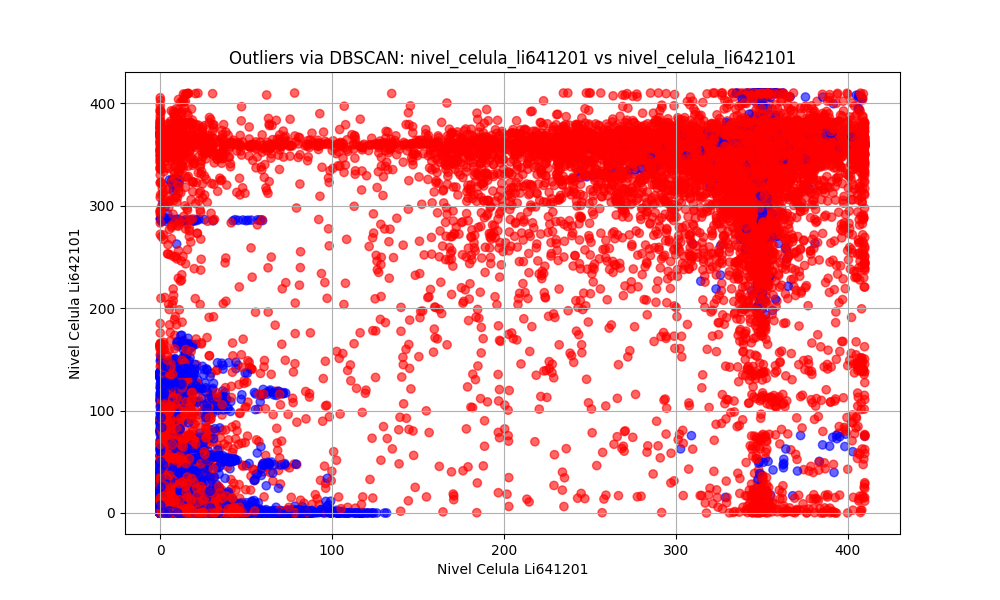 Outliers via DBSCAN: nivel_celula_li641201 vs nivel_celula_li642101
400
300
200
100
0
Nivel Celula Li642101
0 100 200 300 400
Nivel Celula Li641201